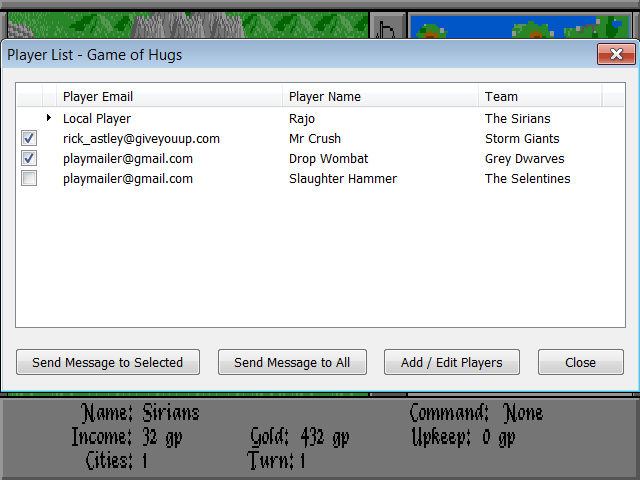 Player List - Game of Hugs
Player Email Player Name Team
Local Player Rajo The Sirians
rick_astley@giveyouup.com Mr Crush Storm Giants
playmailer@gmail.com Drop Wombat Grey Dwarves
playmailer@gmail.com Slaughter Hammer The Selentines
Send Message to Selected Send Message to All Add / Edit Players Close
Name: Sirians Command: None
Income: 32 gp Gold: 432 gp Upkeep: 0 gp
Cities: 1 Turn: 1